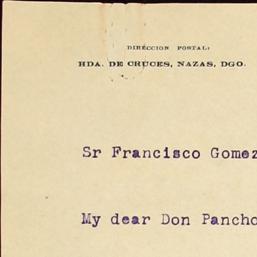 DIRECCION POSTAL:
HDA. DE CRUCES, NAZAS, DGO.
Sr Francisco Gomez
My dear Don Pancho